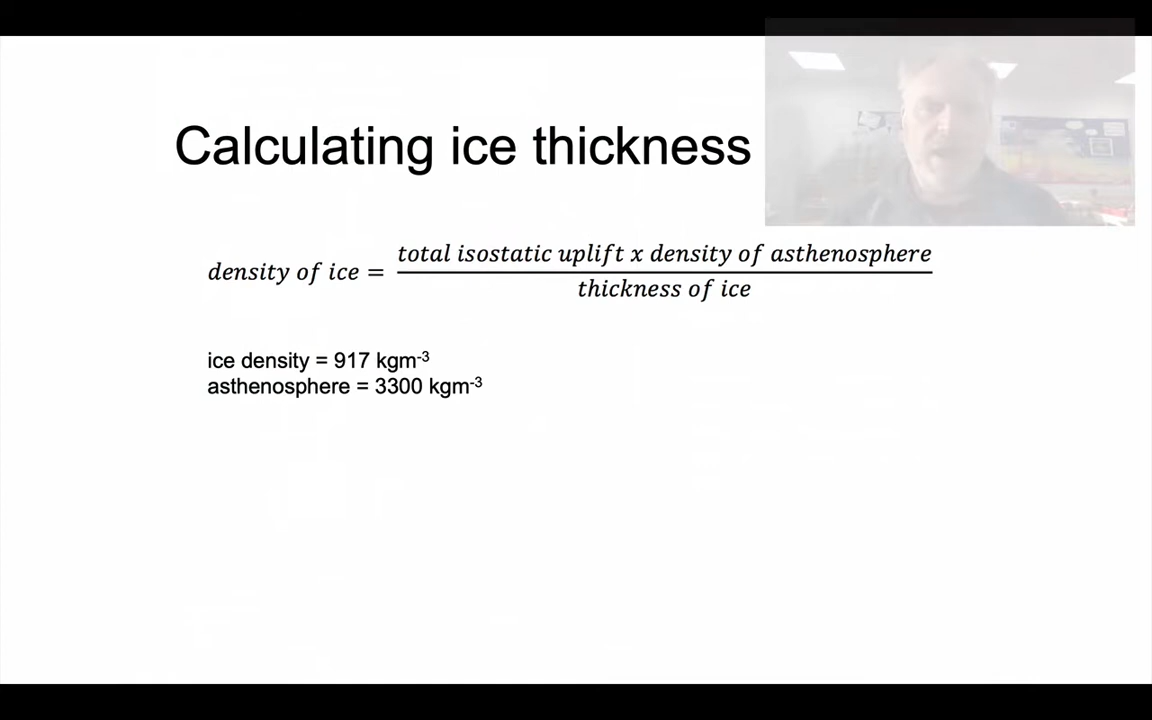 Calculating ice thickness
density of ice = total isostatic uplift x density of asthenosphere
thickness of ice
ice density = 917 kgm⁻³
asthenosphere = 3300 kgm⁻³